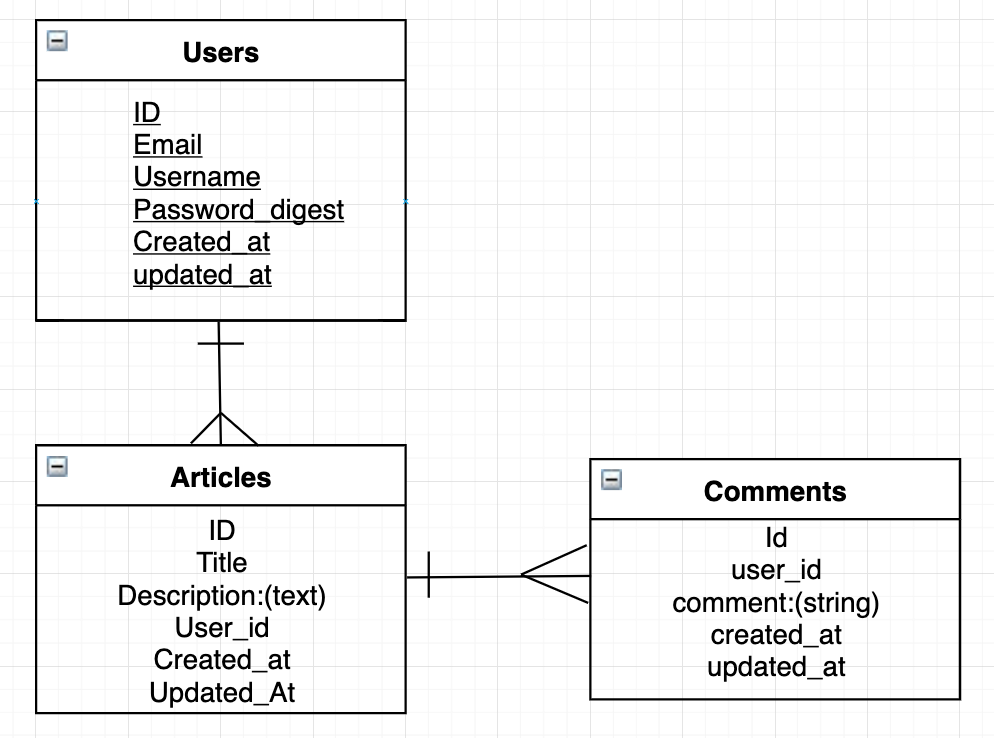 Users
ID
Email
Username
Password_digest
Created_at
updated_at
Articles
ID
Title
Description:(text)
User_id
Created_at
Updated_At
Comments
Id
user_id
comment:(string)
created_at
updated_at